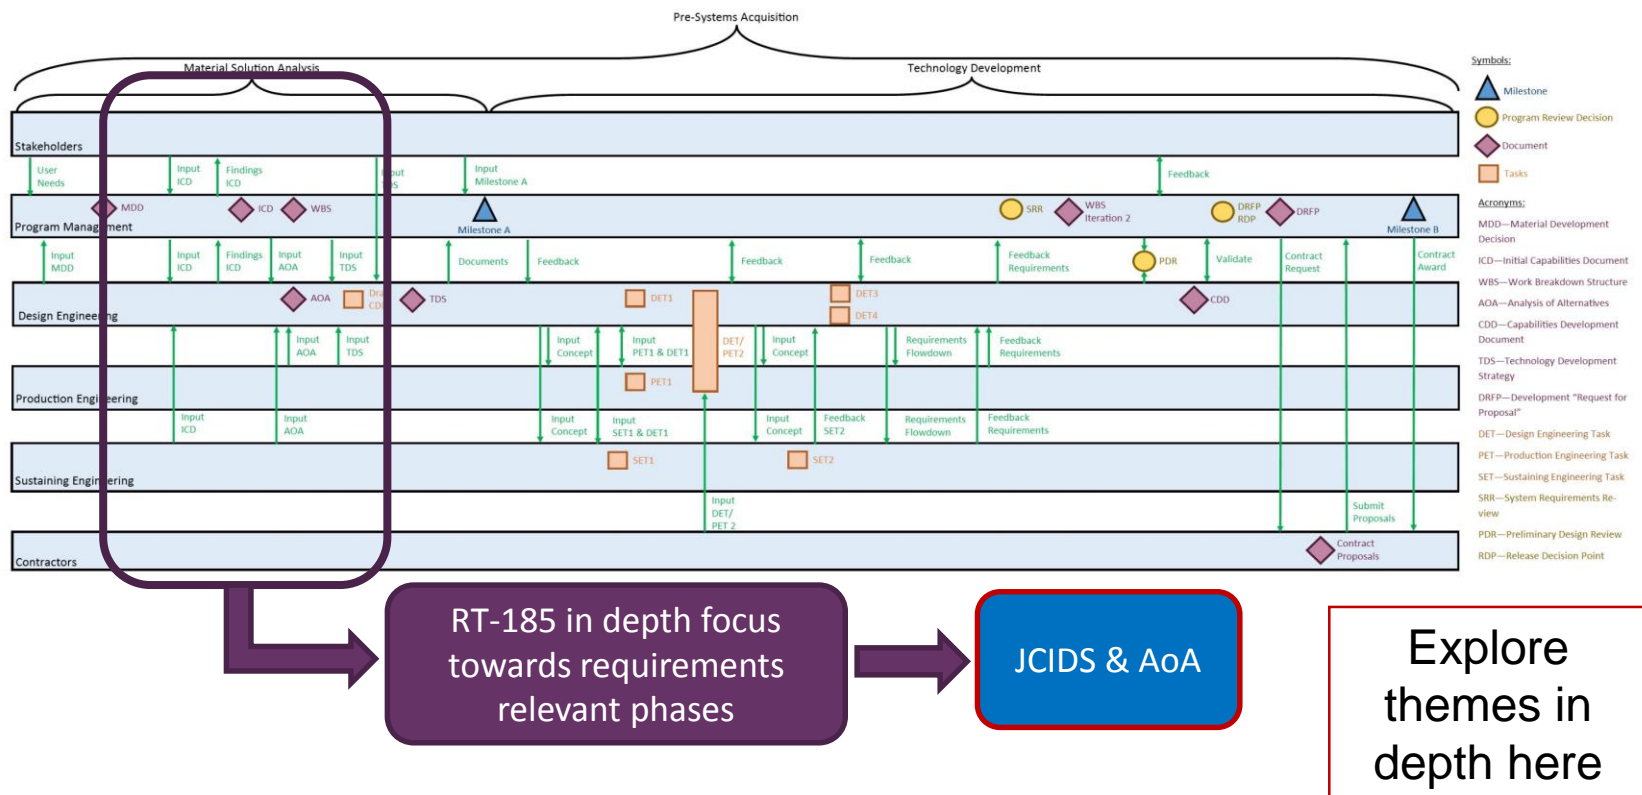 Pre-Systems Acquisition
Material Solution Analysis
Technology Development
Stakeholders
User
Needs
Input
ICD
Findings
ICD
Input
TDS
Input
Milestone A
Feedback
MDD
ICD
WBS
Milestone A
SRR
WBS
Iteration 2
DRFP
RDP
DRFP
Milestone B
Program Management
Input
MDD
Input
ICD
Findings
ICD
Input
AOA
Input
TDS
Documents
Feedback
Feedback
Feedback
Feedback
Requirements
PDR
Validate
Contract
Request
Contract
Award
AOA
TDS
DET1
DET3
DET4
CDD
Design Engineering
Input
AOA
Input
TDS
Input
Concept
Input
PET1 & DET1
DET/
PET2
Input
Concept
Requirements
Flowdown
Feedback
Requirements
PET1
Production Engineering
Input
ICD
Input
AOA
Input
Concept
Input
SET1 & DET1
Input
Concept
Feedback
SET2
Requirements
Flowdown
Feedback
Requirements
SET1
SET2
Sustaining Engineering
Input
DET/
PET 2
Submit
Proposals
Contract
Proposals
Contractors
Symbols:
Milestone
Program Review Decision
Document
Tasks
Acronyms:
MDD—Material Development
Decision
ICD—Initial Capabilities Document
WBS—Work Breakdown Structure
AOA—Analysis of Alternatives
CDD—Capabilities Development
Document
TDS—Technology Development
Strategy
DRFP—Development "Request for
Proposal"
DET—Design Engineering Task
PET—Production Engineering Task
SET—Sustaining Engineering Task
SRR—System Requirements Re-
view
PDR—Preliminary Design Review
RDP—Release Decision Point
RT-185 in depth focus
towards requirements
relevant phases
JCIDS & AoA
Explore
themes in
depth here